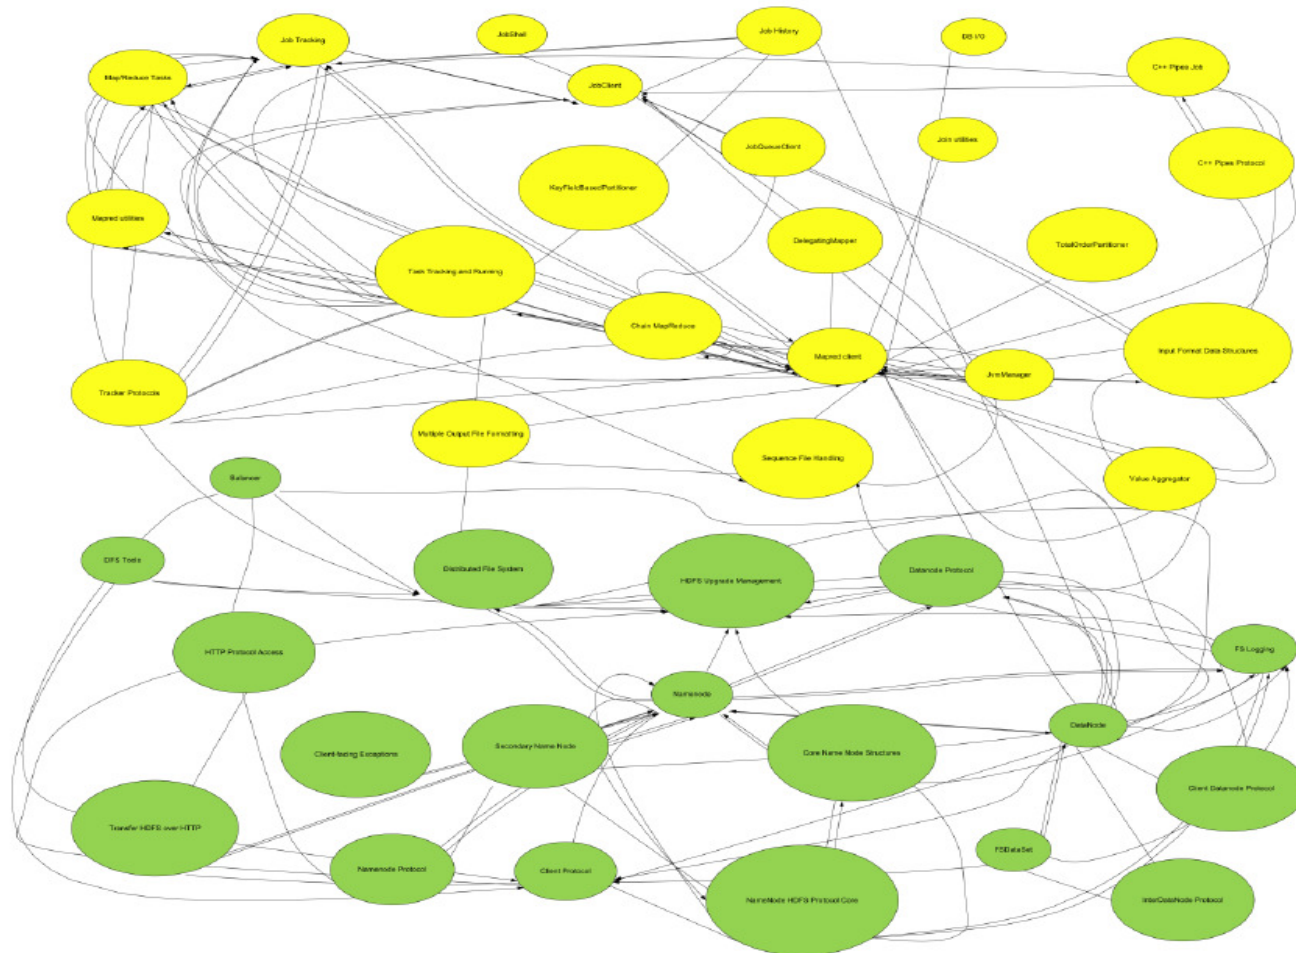 Job Tracking
JobShell
Job History
DB I/O
Map/Reduce Tasks
JobClient
C++ Pipes Job
JobQueueClient
Join utilities
C++ Pipes Protocol
KeyFieldBasedPartitioner
Mapred utilities
DelegatingMapper
TotalOrderPartitioner
Task Tracking and Running
Chain MapReduce
Mapred client
Input Format Data Structures
JvmManager
Tracker Protocols
Multiple Output File Formatting
Sequence File Handling
Value Aggregator
Balancer
DFS Tools
Distributed File System
HDFS Upgrade Management
Datanode Protocol
HTTP Protocol Access
FS Logging
Namenode
DataNode
Client-facing Exceptions
Secondary Name Node
Core Name Node Structures
Client Datanode Protocol
Transfer HDFS over HTTP
Namenode Protocol
Client Protocol
FSDataSet
NameNode HDFS Protocol Core
InterDataNode Protocol